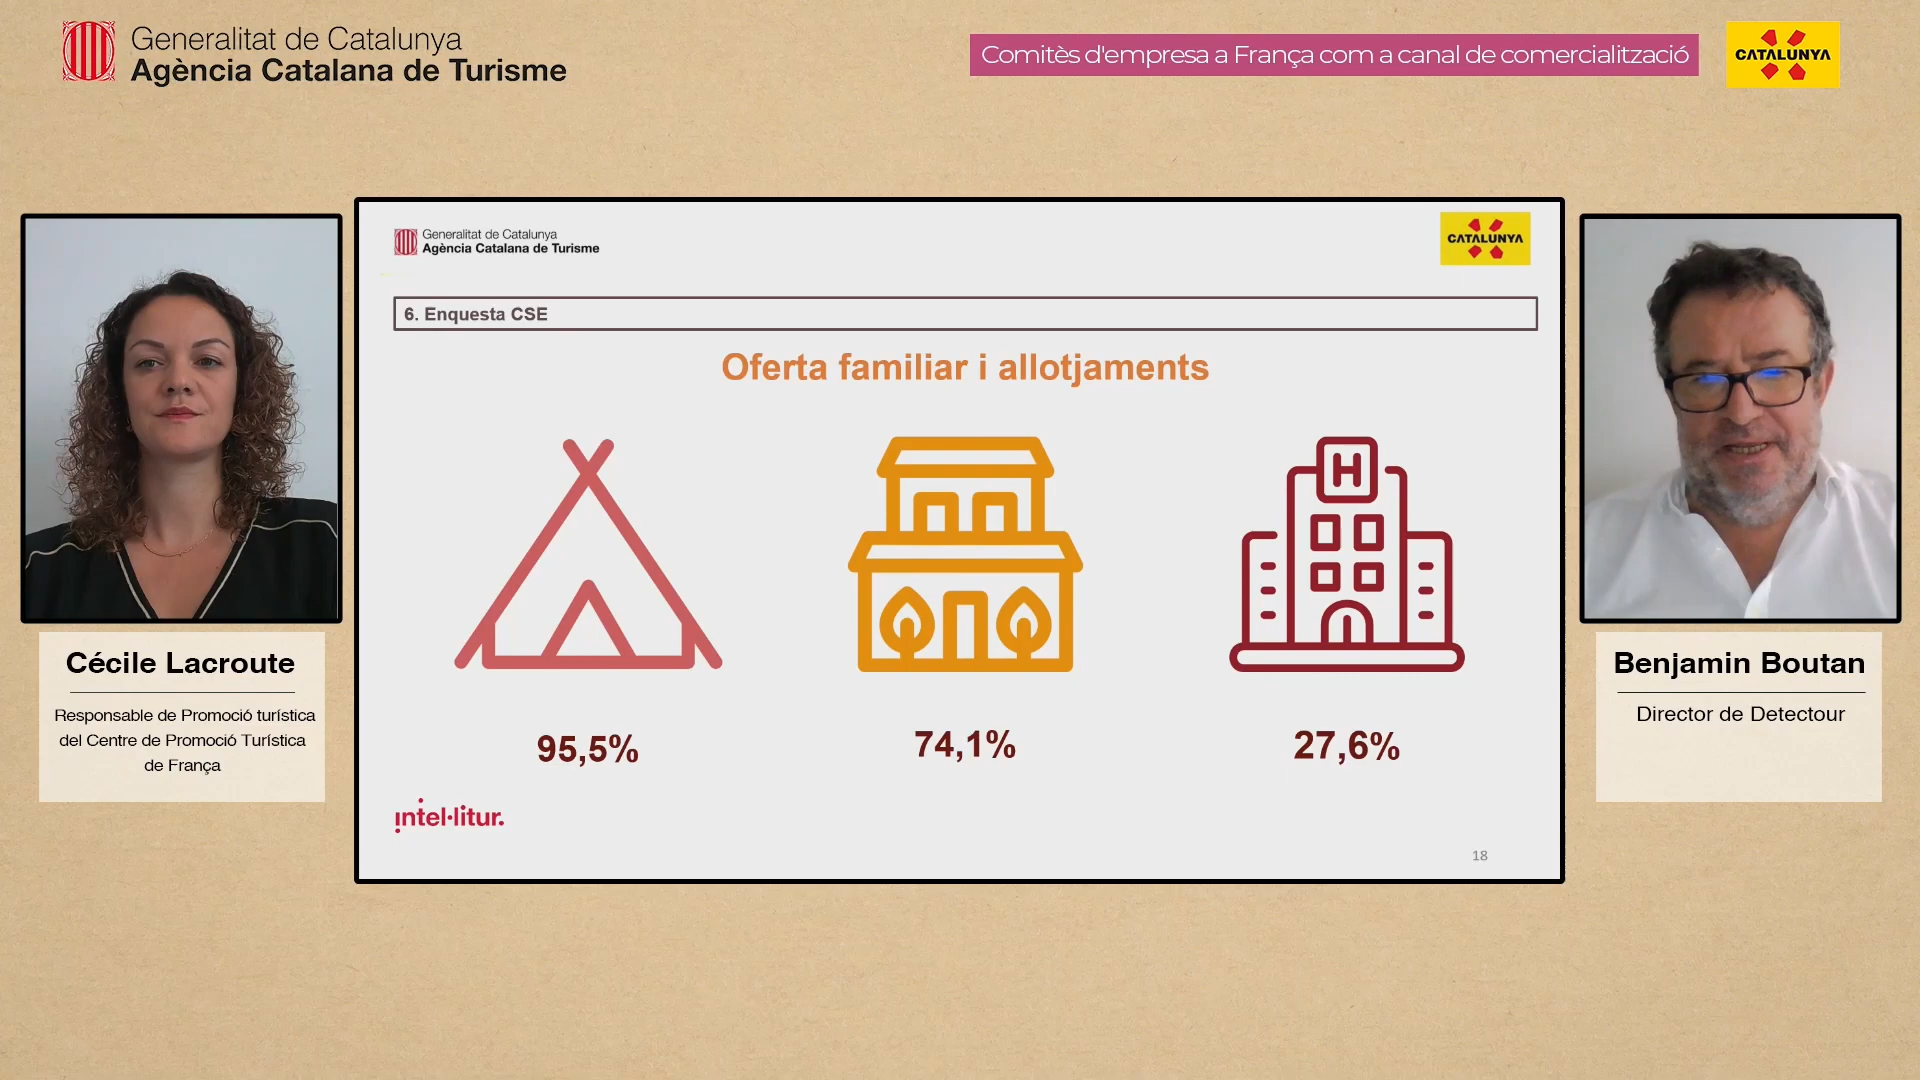 Generalitat de Catalunya
Agència Catalana de Turisme
Comitès d'empresa a França com a canal de comercialització
CATALUNYA
Generalitat de Catalunya
Agència Catalana de Turisme
CATALUNYA
6. Enquesta CSE
Oferta familiar i allotjaments
H
95,5%
74,1%
27,6%
intel·litur.
18
Cécile Lacroute
Responsable de Promoció turística
del Centre de Promoció Turística
de França
Benjamin Boutan
Director de Detectour